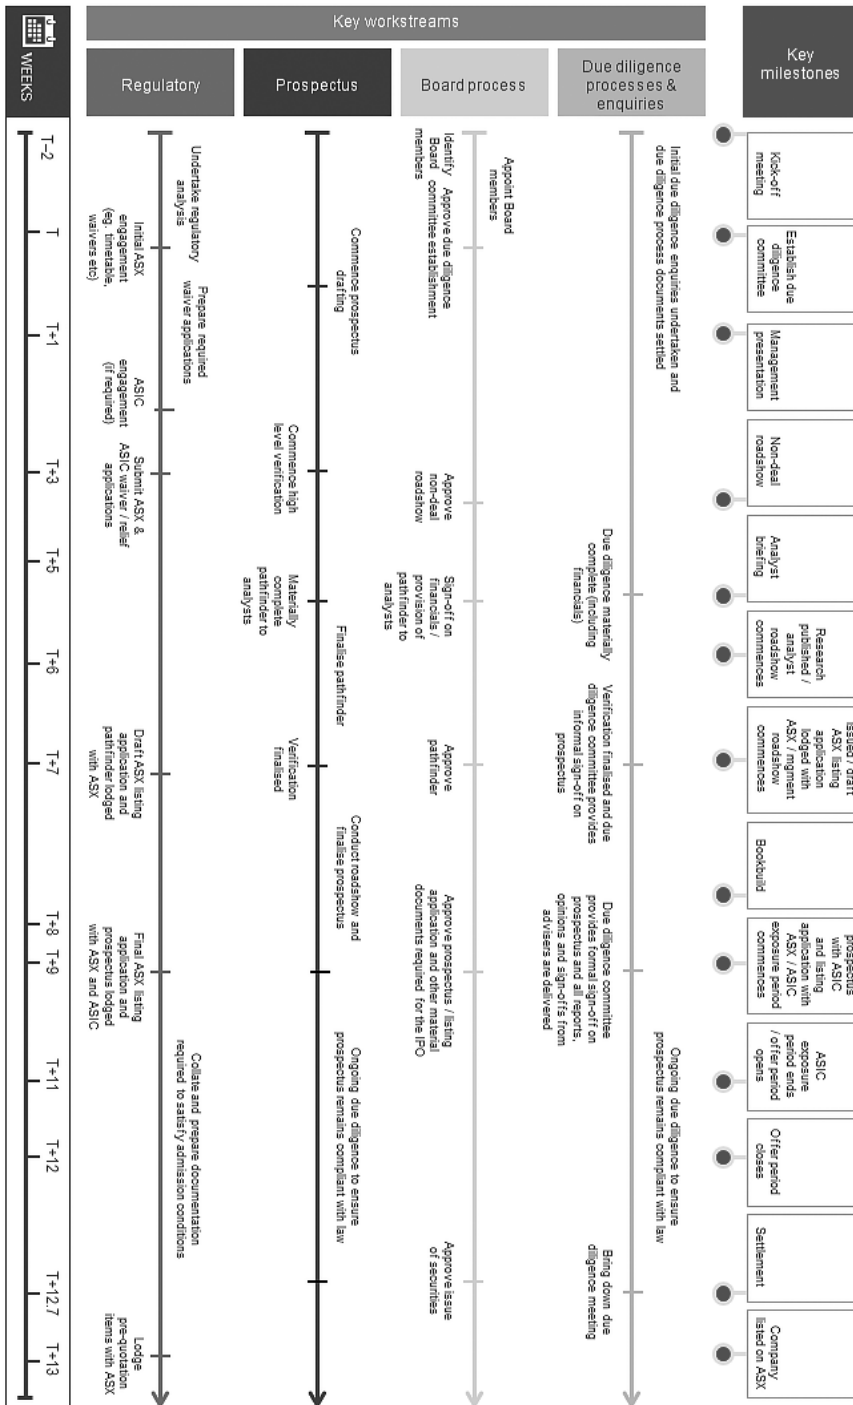 Key workstreams
WEEKS
Regulatory
Prospectus
Board process
Due diligence
processes &
enquiries
Key
milestones
T–2
T
T+1
T+3
T+5
T+6
T+7
T+8
T+9
T+11
T+12
T+12.7
T+13
Undertake regulatory
analysis
Initial ASX
engagement
(eg. timetable,
waivers etc)
Prepare required
waiver applications
ASIC
engagement
(if required)
Submit ASX &
ASIC waiver / relief
applications
Draft ASX listing
application and
pathfinder lodged
with ASX
Final ASX listing
application and
prospectus lodged
with ASX and ASIC
Collate and prepare documentation
required to satisfy admission conditions
Lodge
pre-quotation
items with ASX
Commence prospectus
drafting
Commence high
level verification
Materially
complete
pathfinder to
analysts
Finalise pathfinder
Verification
finalised
Conduct roadshow and
finalise prospectus
Ongoing due diligence to ensure
prospectus remains compliant with law
Identify
Board
members
Appoint Board
members
Approve due diligence
committee establishment
Approve
non-deal
roadshow
Sign-off on
financials /
provision of
pathfinder to
analysts
Approve
pathfinder
Approve prospectus / listing
application and other material
documents required for the IPO
Approve issue
of securities
Initial due diligence enquiries undertaken and
due diligence process documents settled
Due diligence materially
complete (including
financials)
Verification finalised and due
diligence committee provides
informal sign-off on
prospectus
Due diligence committee
provides formal sign-off on
prospectus and all reports,
opinions and sign-offs from
advisers are delivered
Ongoing due diligence to ensure
prospectus remains compliant with law
Bring down due
diligence meeting
Kick-off
meeting
Establish due
diligence
committee
Management
presentation
Non-deal
roadshow
Analyst
briefing
Research
published /
analyst
roadshow
commences
issued / draft
ASX listing
application
lodged with
ASX / mgment
roadshow
commences
Bookbuild
prospectus
with ASIC
and listing
application with
ASX / ASIC
exposure period
commences
ASIC
exposure
period ends
/ offer period
opens
Offer period
closes
Settlement
Company
listed on ASX